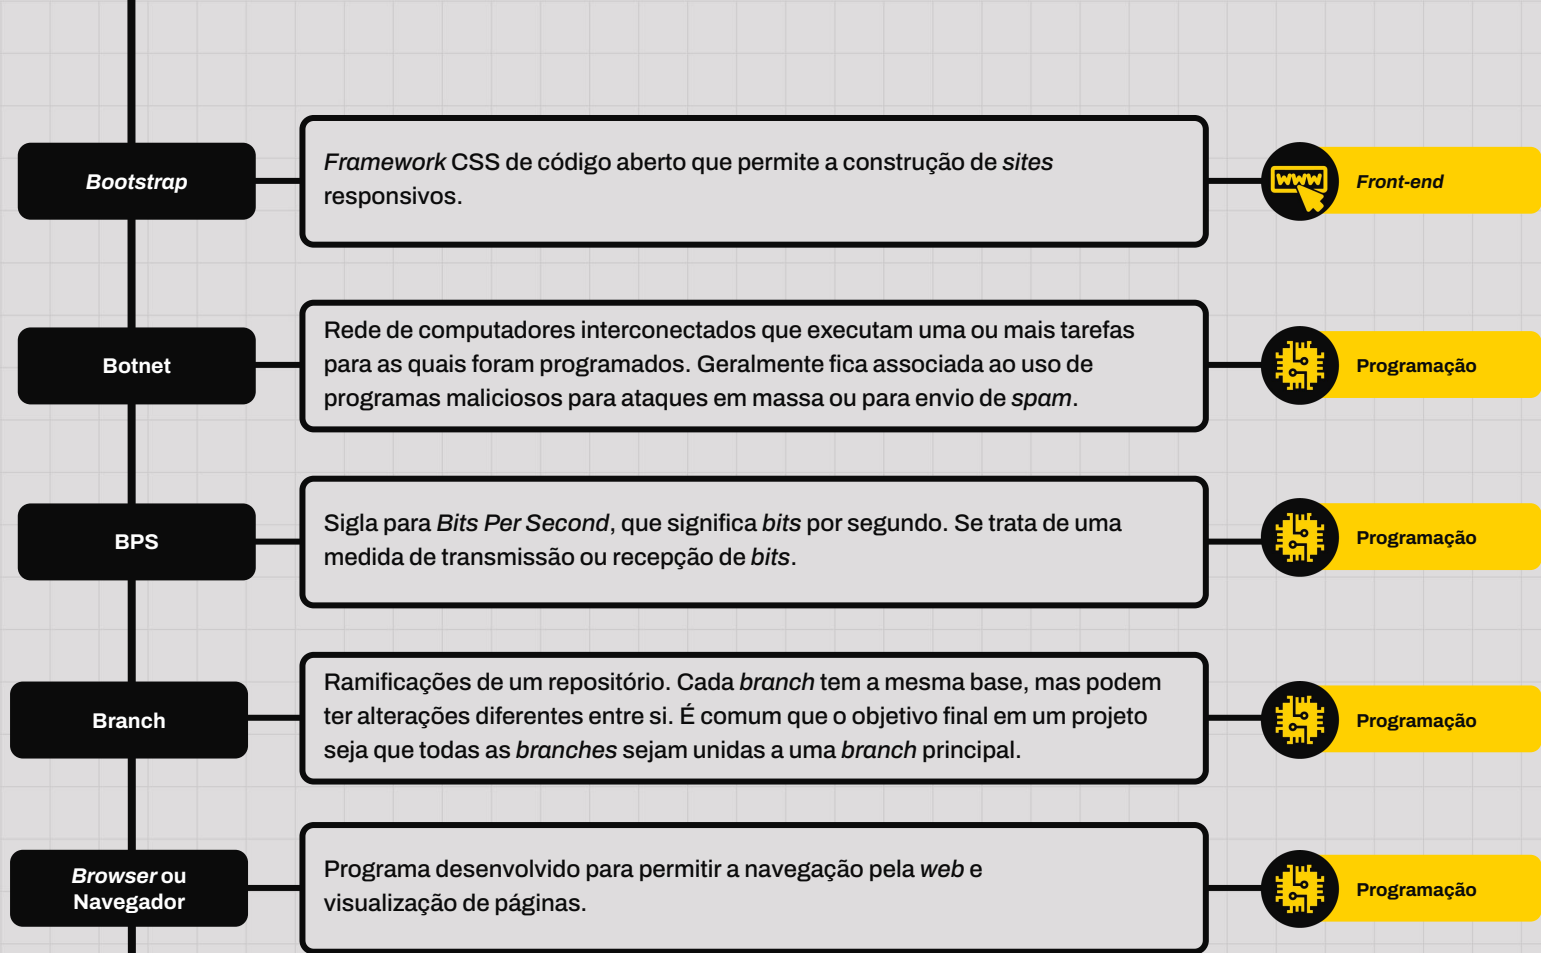 Bootstrap
Framework CSS de código aberto que permite a construção de sites
responsivos.
WWW
Front-end
Botnet
Rede de computadores interconectados que executam uma ou mais tarefas
para as quais foram programados. Geralmente fica associada ao uso de
programas maliciosos para ataques em massa ou para envio de spam.
Programação
BPS
Sigla para Bits Per Second, que significa bits por segundo. Se trata de uma
medida de transmissão ou recepção de bits.
Programação
Branch
Ramificações de um repositório. Cada branch tem a mesma base, mas podem
ter alterações diferentes entre si. É comum que o objetivo final em um projeto
seja que todas as branches sejam unidas a uma branch principal.
Programação
Browser ou
Navegador
Programa desenvolvido para permitir a navegação pela web e
visualização de páginas.
Programação